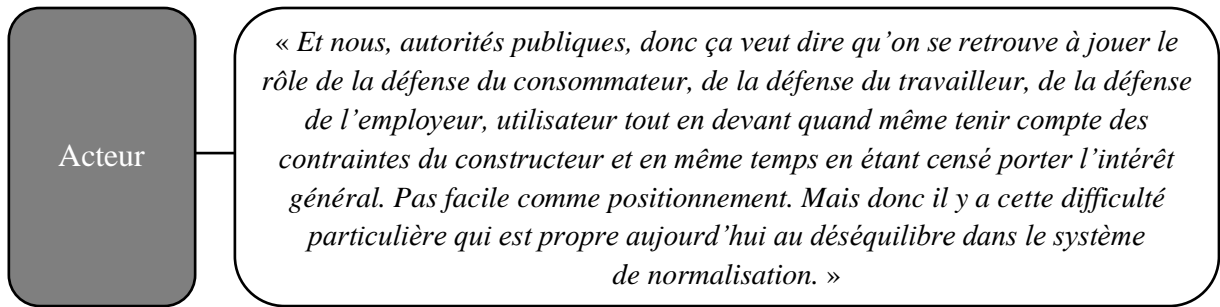 Acteur
« Et nous, autorités publiques, donc ça veut dire qu’on se retrouve à jouer le
rôle de la défense du consommateur, de la défense du travailleur, de la défense
de l’employeur, utilisateur tout en devant quand même tenir compte des
contraintes du constructeur et en même temps en étant censé porter l’intérêt
général. Pas facile comme positionnement. Mais donc il y a cette difficulté
particulière qui est propre aujourd’hui au déséquilibre dans le système
de normalisation. »